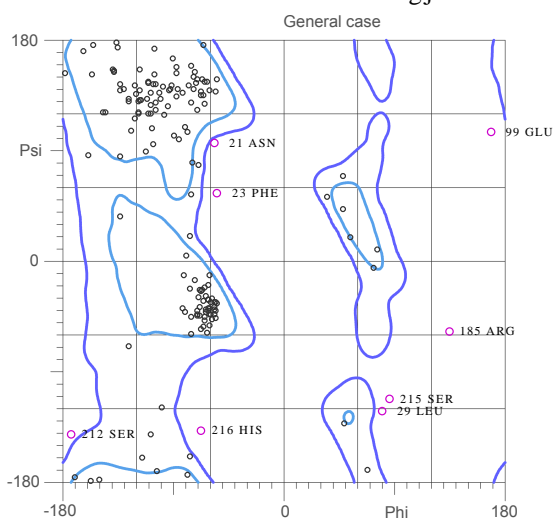 General case
180
99 GLU
Psi
21 ASN
23 PHE
0
185 ARG
215 SER
29 LEU
212 SER
216 HIS
-180
-180
0
Phi
180